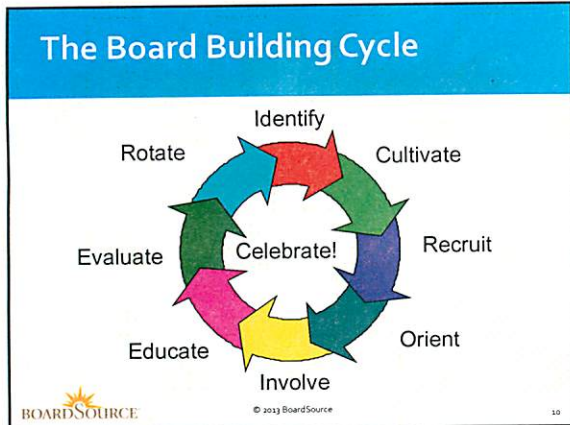 The Board Building Cycle
Identify
Cultivate
Recruit
Orient
Involve
Educate
Evaluate
Rotate
Celebrate!
BOARDSOURCE
© 2013 BoardSource
10